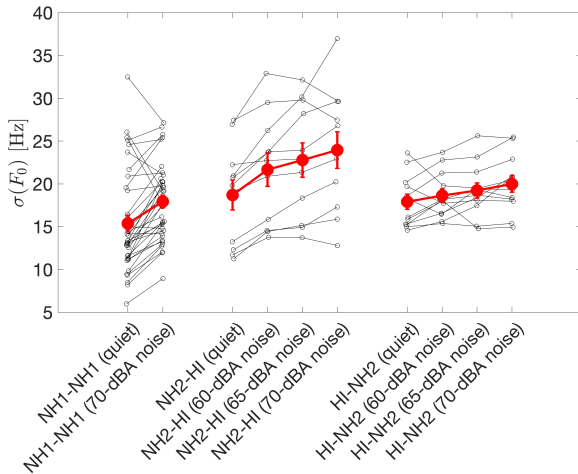 40
35
30
25
20
15
10
5
σ(F₀) [Hz]
NH1-NH1 (quiet)
NH1-NH1 (70-dBA noise)
NH2-HI (quiet)
NH2-HI (60-dBA noise)
NH2-HI (65-dBA noise)
NH2-HI (70-dBA noise)
HI-NH2 (quiet)
HI-NH2 (60-dBA noise)
HI-NH2 (65-dBA noise)
HI-NH2 (70-dBA noise)